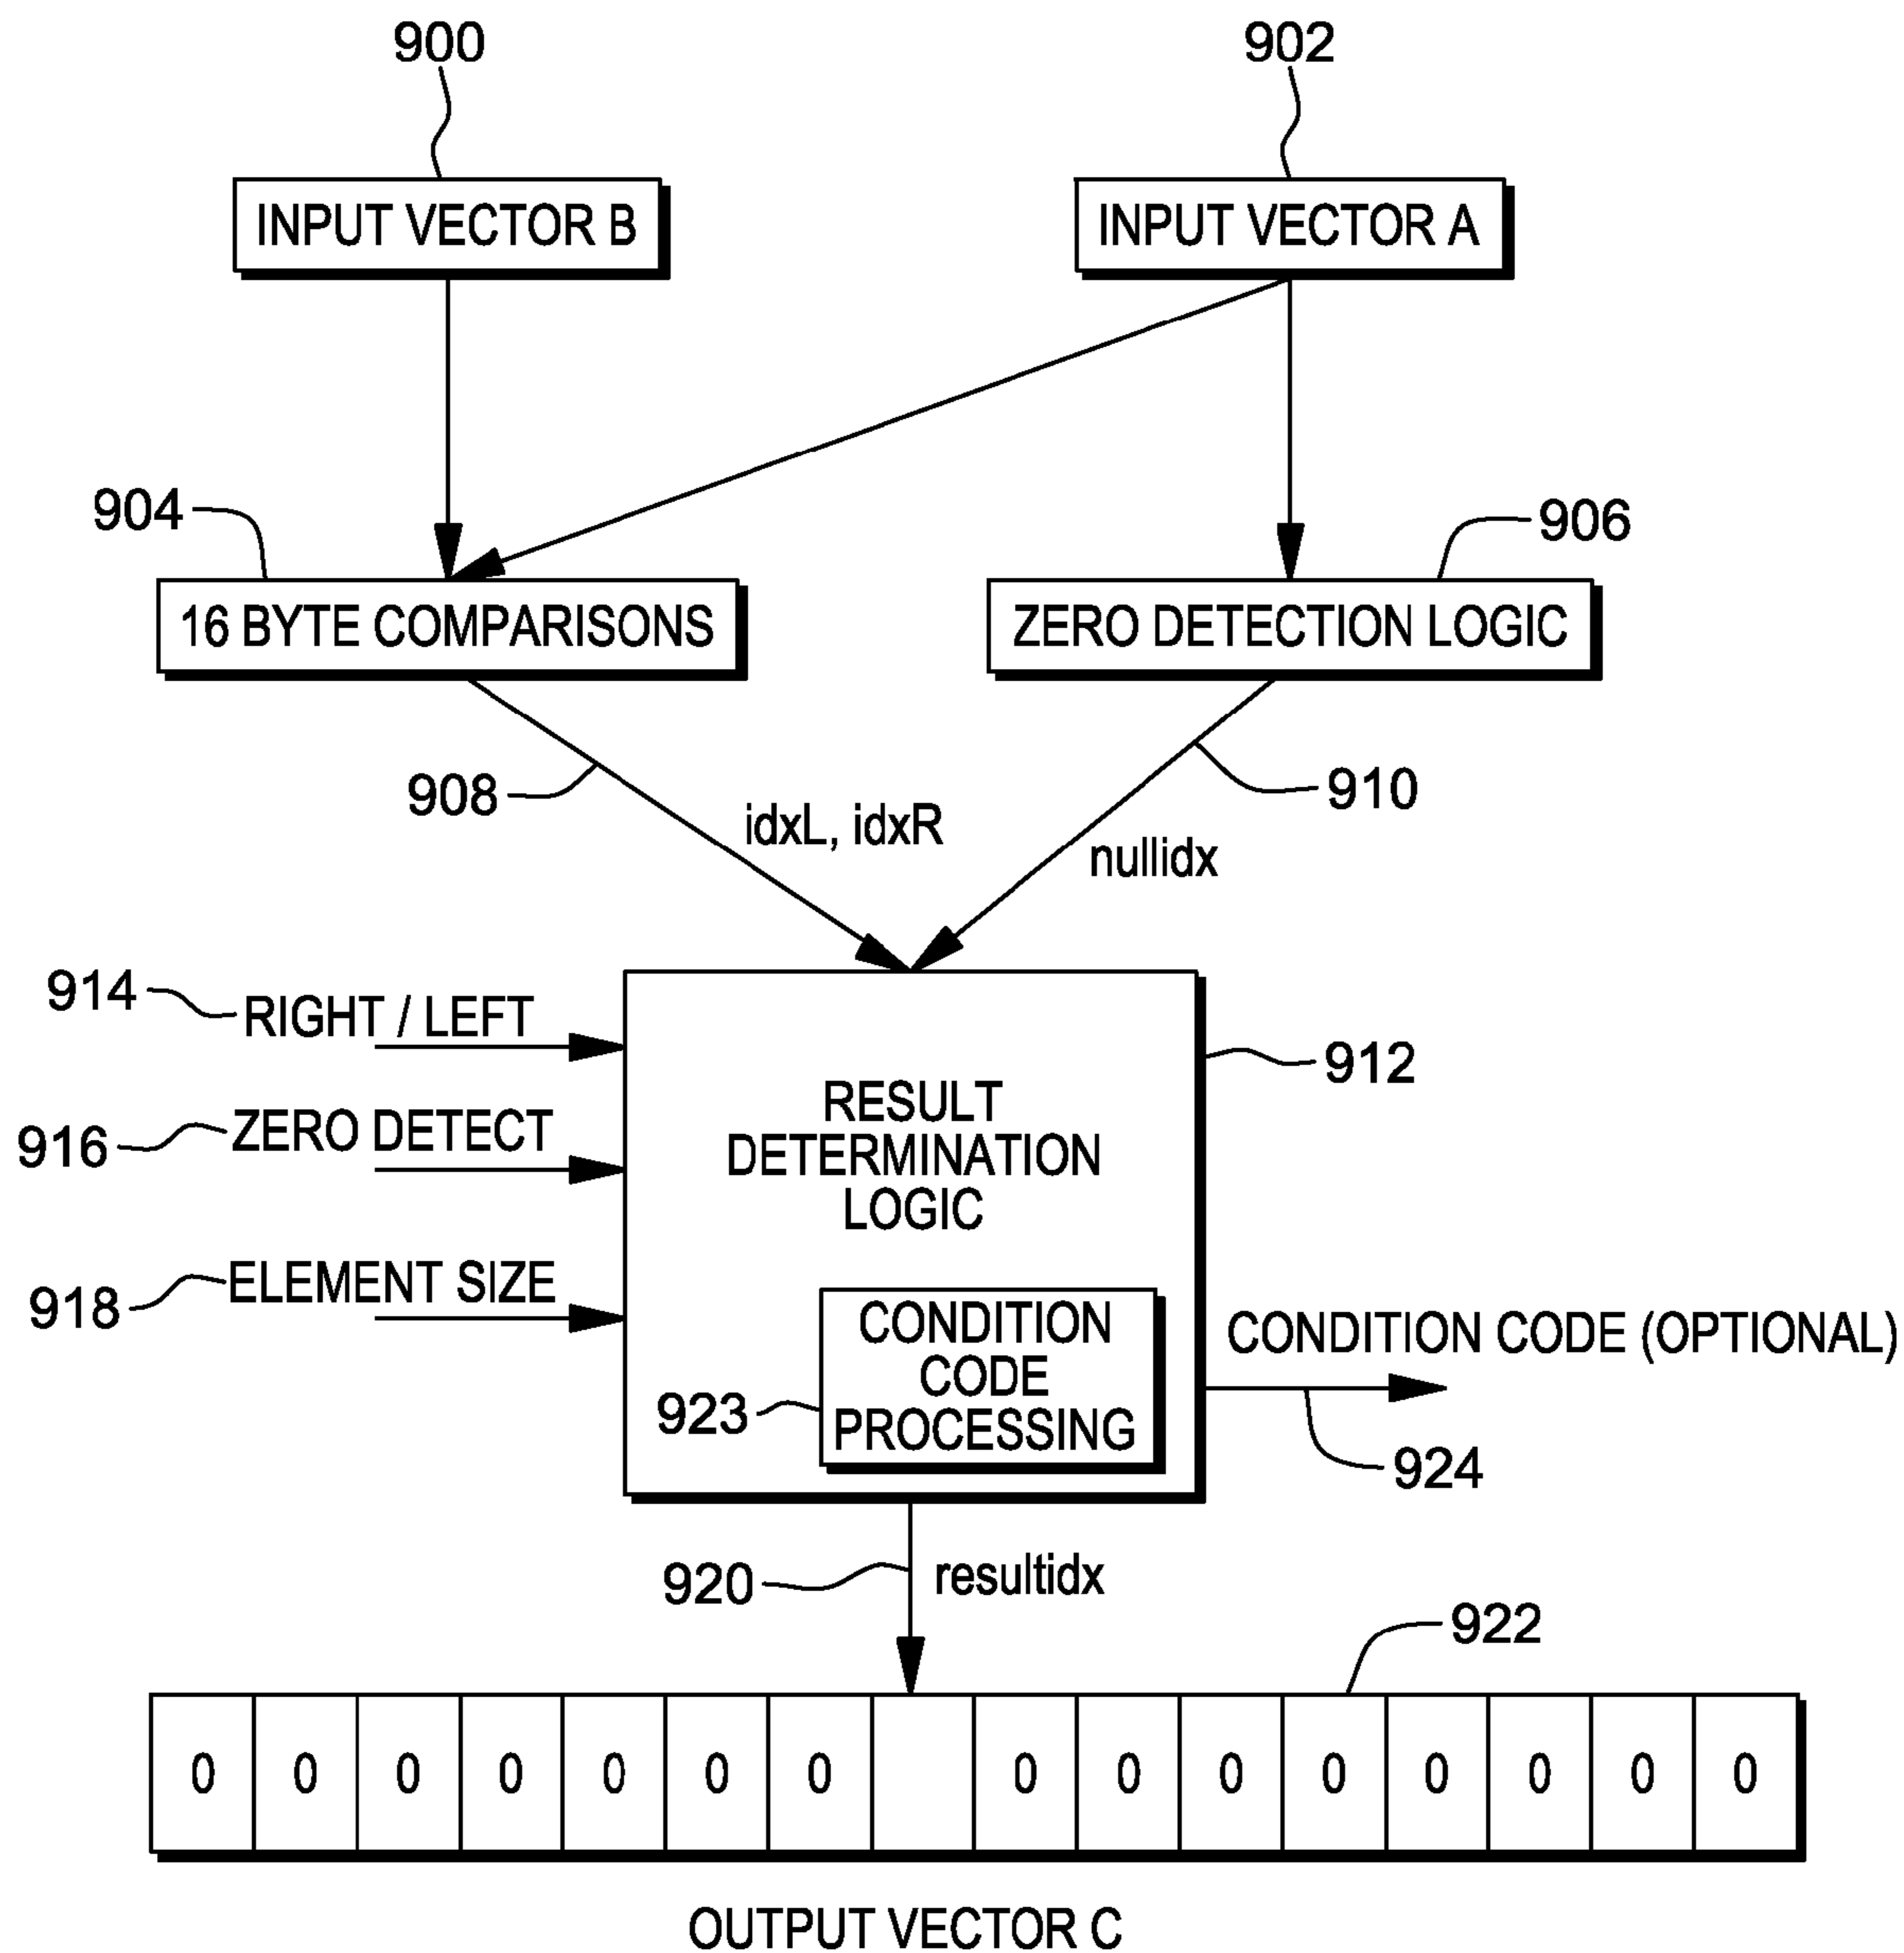 900
902
INPUT VECTOR B
INPUT VECTOR A
904
906
16 BYTE COMPARISONS
ZERO DETECTION LOGIC
908
910
idxL, idxR
nullidx
914
RIGHT / LEFT
912
916
ZERO DETECT
RESULT
DETERMINATION
LOGIC
918
ELEMENT SIZE
CONDITION
CODE
PROCESSING
923
CONDITION CODE (OPTIONAL)
924
920
resultidx
922
0 0 0 0 0 0 0 0 0 0 0 0 0 0 0
OUTPUT VECTOR C